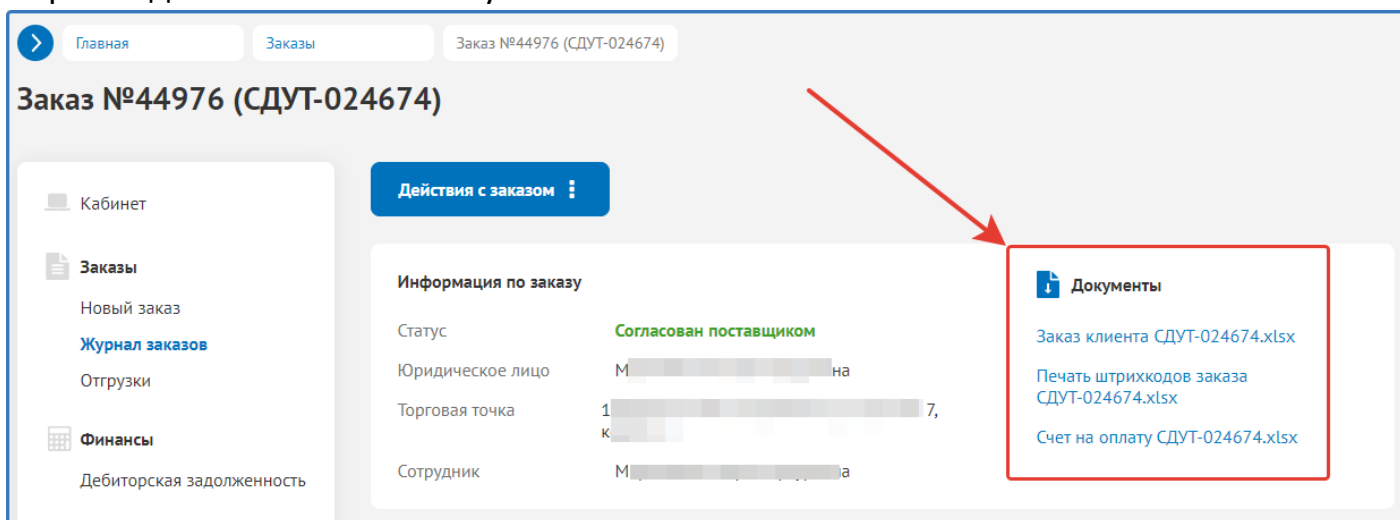 Главная
Заказы
Заказ №44976 (СДУТ-024674)
Заказ №44976 (СДУТ-024674)
Кабинет
Заказы
Новый заказ
Журнал заказов
Отгрузки
Финансы
Дебиторская задолженность
Действия с заказом
Информация по заказу
Статус Согласован поставщиком
Юридическое лицо М на
Торговая точка 1 7,
к
Сотрудник М а
Документы
Заказ клиента СДУТ-024674.xlsx
Печать штрихкодов заказа
СДУТ-024674.xlsx
Счет на оплату СДУТ-024674.xlsx